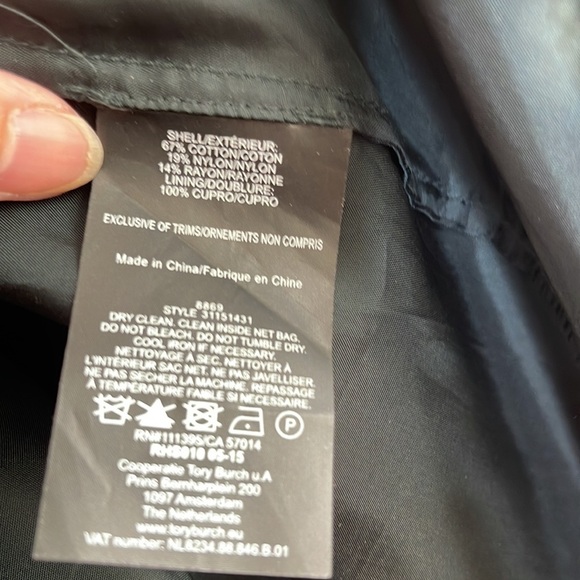 SHELL/EXTÉRIEUR:
67% COTTON/COTON
19% NYLON/NYLON
14% RAYON/RAYONNE
LINING/DOUBLURE:
100% CUPRO/CUPRO
EXCLUSIVE OF TRIMS/ORNEMENTS NON COMPRIS
Made in China/Fabrique en Chine
8869
STYLE 31151431
DRY CLEAN. CLEAN INSIDE NET BAG.
DO NOT BLEACH. DO NOT TUMBLE DRY.
COOL IRON IF NECESSARY.
NETTOYAGE À SEC. NETTOYER À
L'INTÉRIEUR SAC NET. NE PAS JAVELLISER.
NE PAS SÉCHER LA MACHINE. REPASSAGE
À TEMPÉRATURE FAIBLE SI NECESSAIRE.
P
RN#111395/CA 57014
RHS010 05-15
Cooperatie Tory Burch u.A
Prins Bernharplein 200
1097 Amsterdam
The Netherlands
www.toryburch.eu
VAT number: NL8234.88.846.B.01